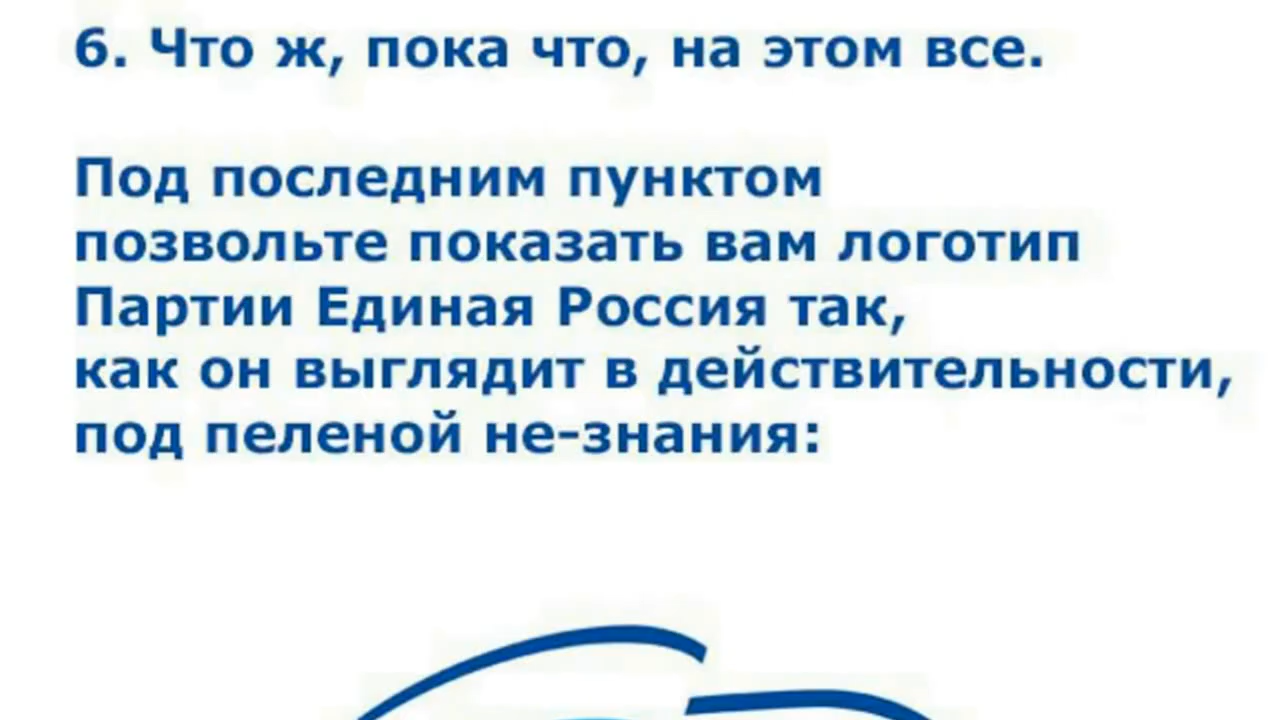 6. Что ж, пока что, на этом все.
Под последним пунктом
позвольте показать вам логотип
Партии Единая Россия так,
как он выглядит в действительности,
под пеленой не-знания: